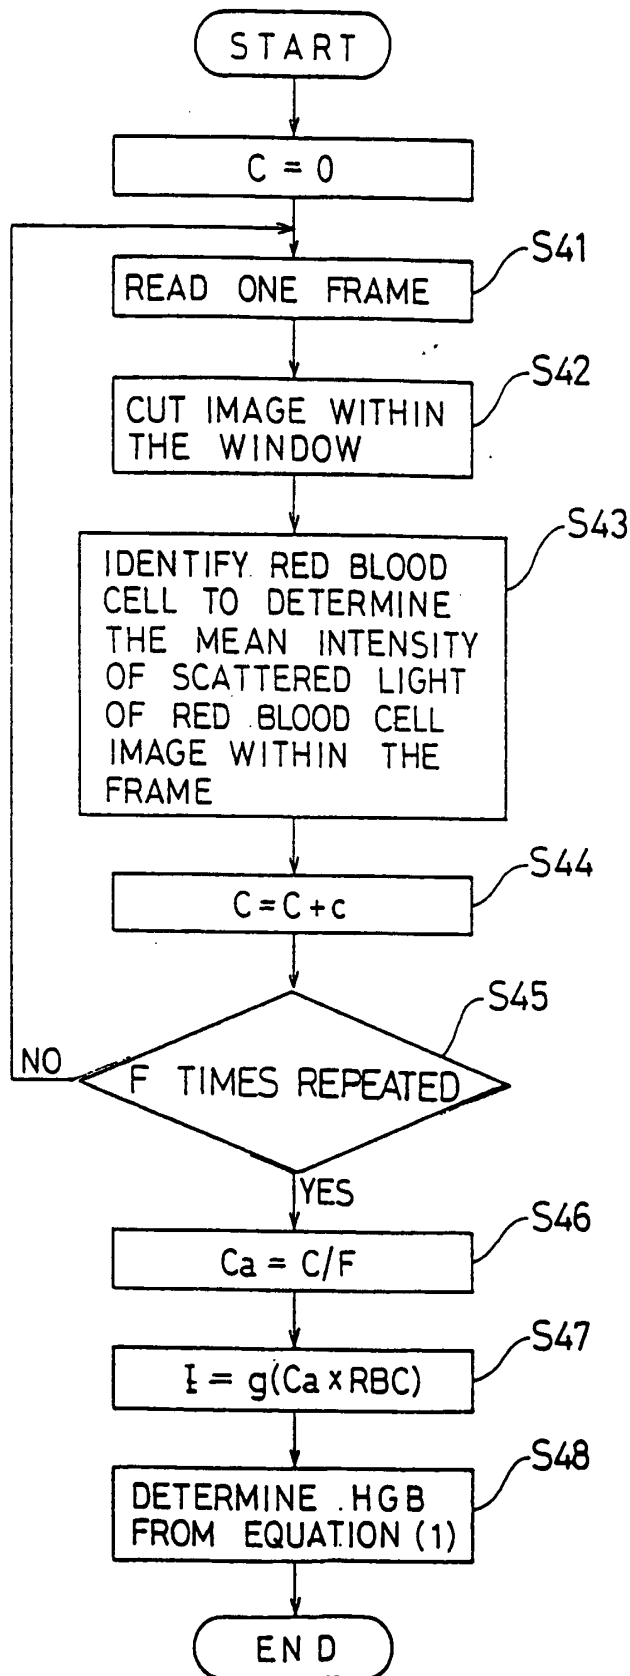 START
C = 0
S41
READ ONE FRAME
S42
CUT IMAGE WITHIN
THE WINDOW
S43
IDENTIFY RED BLOOD
CELL TO DETERMINE
THE MEAN INTENSITY
OF SCATTERED LIGHT
OF RED BLOOD CELL
IMAGE WITHIN THE
FRAME
S44
C = C + c
S45
NO
F TIMES REPEATED
YES
S46
Ca = C/F
S47
I = g(Ca x RBC)
S48
DETERMINE HGB
FROM EQUATION (1)
END